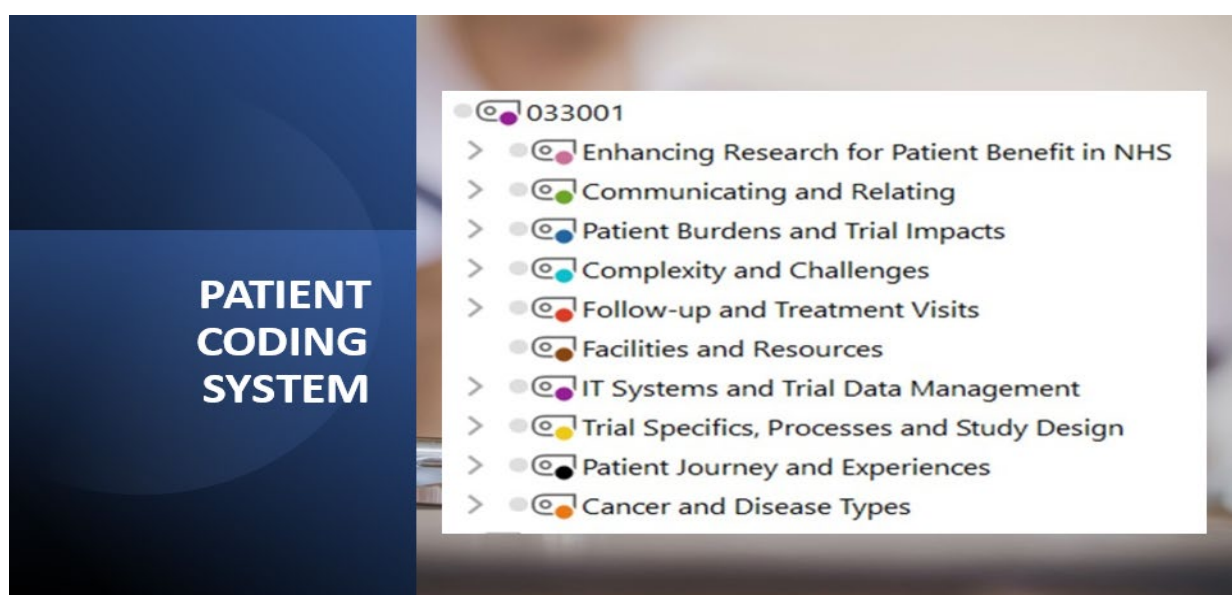 PATIENT
CODING
SYSTEM
033001
Enhancing Research for Patient Benefit in NHS
Communicating and Relating
Patient Burdens and Trial Impacts
Complexity and Challenges
Follow-up and Treatment Visits
Facilities and Resources
IT Systems and Trial Data Management
Trial Specifics, Processes and Study Design
Patient Journey and Experiences
Cancer and Disease Types